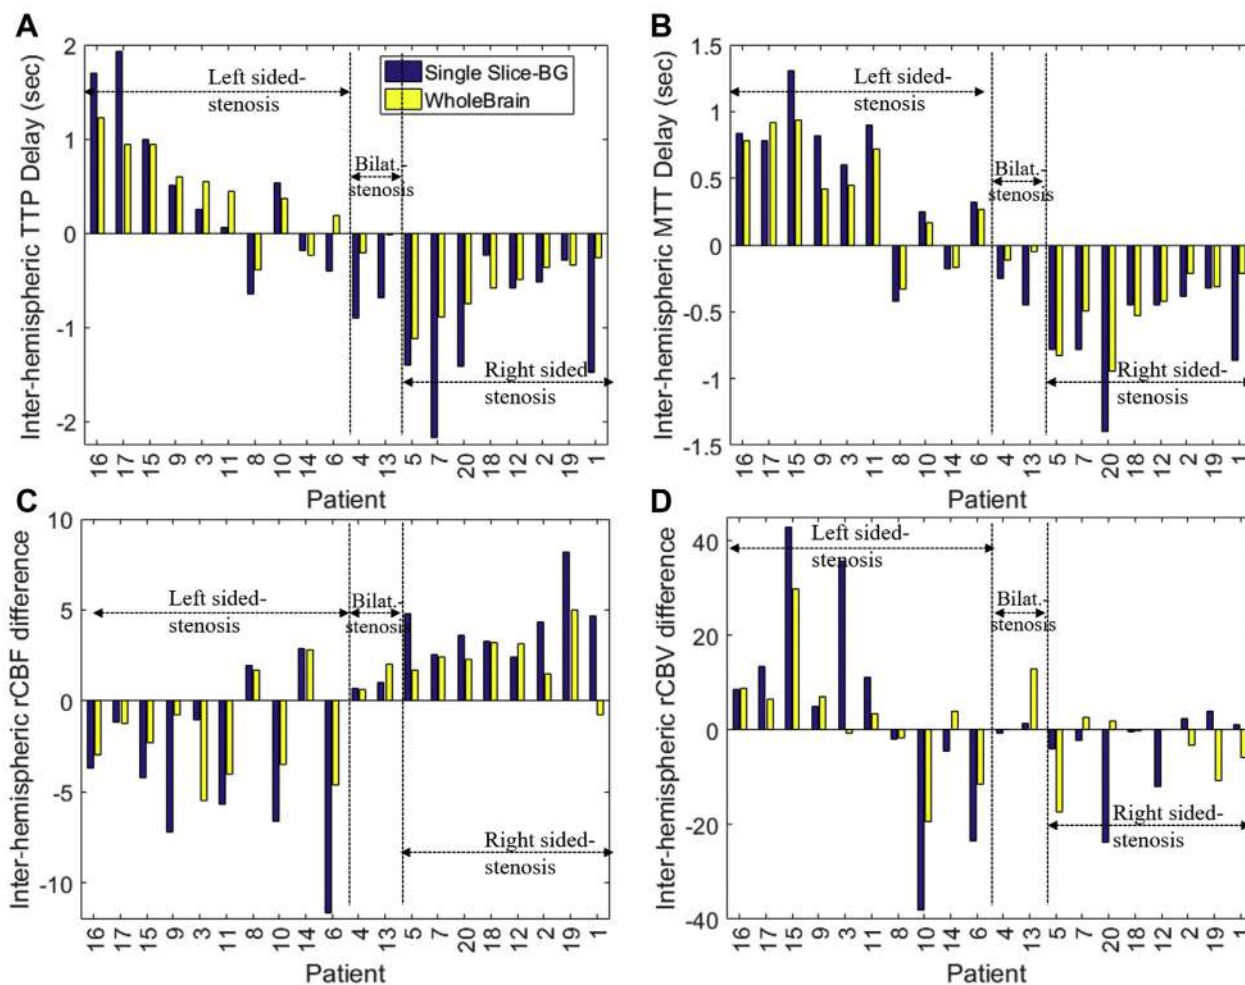 A
Inter-hemispheric TTP Delay (sec)
2
1
0
-1
-2
Left sided-
stenosis
Single Slice-BG
WholeBrain
Bilat.-
stenosis
Right sided
stenosis
16 17 15 9 3 11 8 10 14 6 4 13 5 7 20 18 12 2 19 1
Patient
B
Inter-hemispheric MTT Delay (sec)
1.5
1
0.5
0
-0.5
-1
-1.5
Left sided-
stenosis
Bilat.-
stenosis
Right sided-
stenosis
16 17 15 9 3 11 8 10 14 6 4 13 5 7 20 18 12 2 19 1
Patient
C
Inter-hemispheric rCBF difference
10
5
0
-5
-10
Left sided-
stenosis
Bilat.-
stenosis
Right sided-
stenosis
16 17 15 9 3 11 8 10 14 6 4 13 5 7 20 18 12 2 19 1
Patient
D
Inter-hemispheric rCBV difference
40
20
0
-20
-40
Left sided-
stenosis
Bilat.-
stenosis
Right sided-
stenosis
16 17 15 9 3 11 8 10 14 6 4 13 5 7 20 18 12 2 19 1
Patient